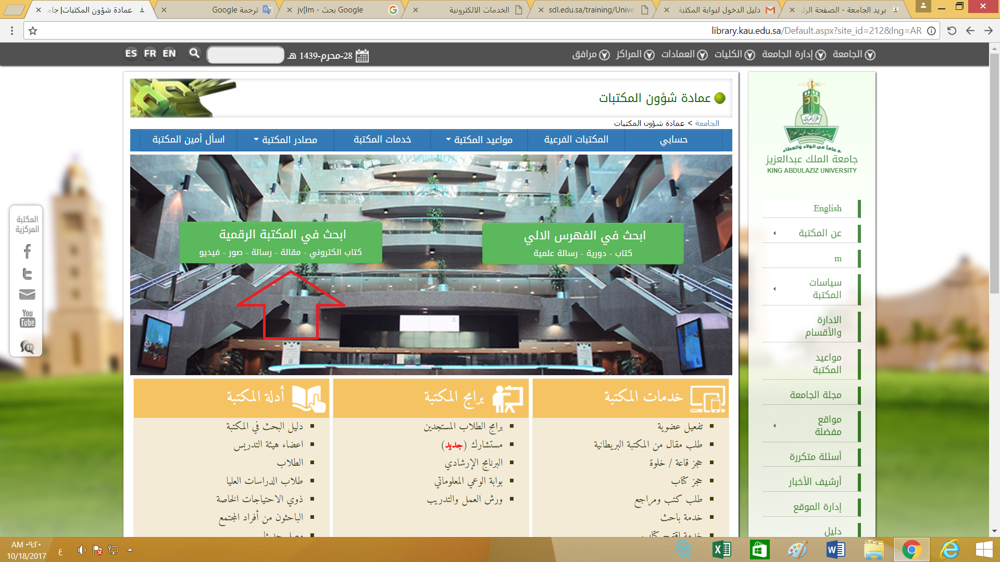 عمادة شؤون المكتبات| جام
ترجمة Google
jv[lm - بحث Google
الخدمات الالكترونية
sdl.edu.sa/training/Unive
دليل الدخول لبوابة المكتبة
بريد الجامعة - الصفحة الرئ
library.kau.edu.sa/Default.aspx?site_id=212&lng=AR
الجامعة إدارة الجامعة الكليات العمادات المراكز مرافق
28-محرم-1439 هـ
EN FR ES
عمادة شؤون المكتبات
الجامعة > عمادة شؤون المكتبات
حسابي
المكتبات الفرعية
مواعيد المكتبة
خدمات المكتبة
مصادر المكتبة
اسأل أمين المكتبة
ابحث في الفهرس الالي
كتاب - دورية - رسالة علمية
ابحث في المكتبة الرقمية
كتاب الكتروني - مقالة - رسالة - صور - فيديو
جامعة الملك عبدالعزيز
KING ABDULAZIZ UNIVERSITY
English
عن المكتبة
m
سياسات
المكتبة
الادارة
والأقسام
مواعيد
المكتبة
مجلة الجامعة
مواقع
مفضلة
أسئلة متكررة
أرشيف الأخبار
إدارة الموقع
دليل
خدمات المكتبة
تفعيل عضوية
طلب مقال من المكتبة البريطانية
حجز قاعة / خلوة
حجز كتاب
طلب كتب ومراجع
خدمة باحث
خدمة اقترح كتاب
برامج المكتبة
برامج الطلاب المستجدين
مستشارك (جديد)
البرنامج الإرشادي
بوابة الوعي المعلوماتي
ورش العمل والتدريب
أدلة المكتبة
دليل البحث في المكتبة
اعضاء هيئة التدريس
الطلاب
طلاب الدراسات العليا
ذوي الاحتياجات الخاصة
الباحثون من أفراد المجتمع
وصل حديثا
المكتبة
المركزية
You
Tube
ع
AM ٠٩:٢٠
10/18/2017